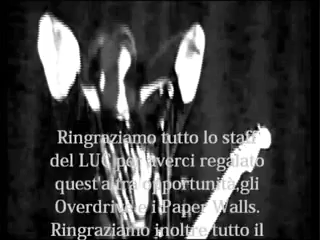 Ringraziamo tutto lo staff
del LUC per averci regalato
quest'altra opportunità,gli
Overdrive e i Paper Walls.
Ringraziamo inoltre tutto il